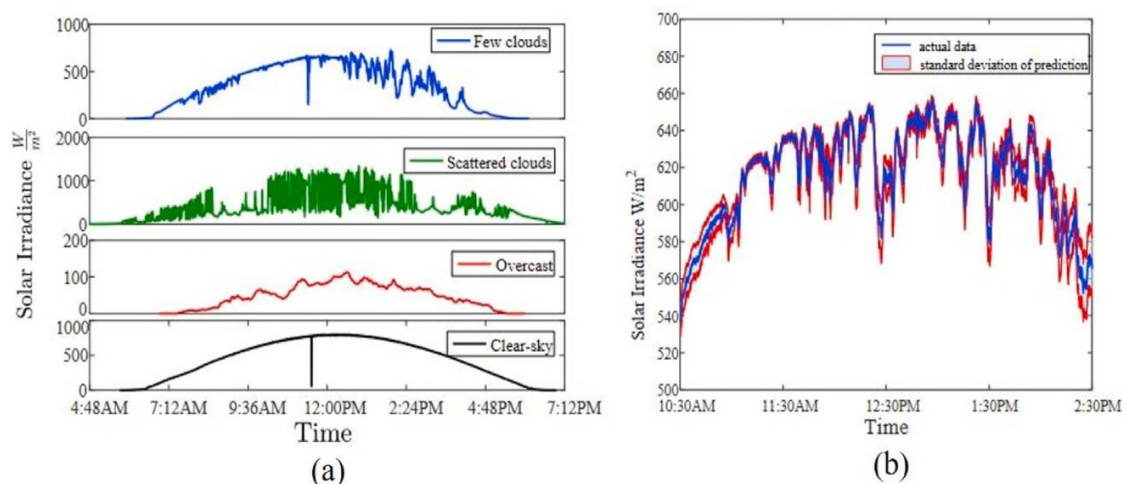 Solar Irradiance W/m²
1000
500
0
Few clouds
2000
1000
0
Scattered clouds
200
100
0
Overcast
1000
500
0
Clear-sky
4:48AM 7:12AM 9:36AM 12:00PM 2:24PM 4:48PM 7:12PM
Time
(a)
Solar Irradiance W/m²
700
680
660
640
620
600
580
560
540
520
500
actual data
standard deviation of prediction
10:30AM 11:30AM 12:30PM 1:30PM 2:30PM
Time
(b)